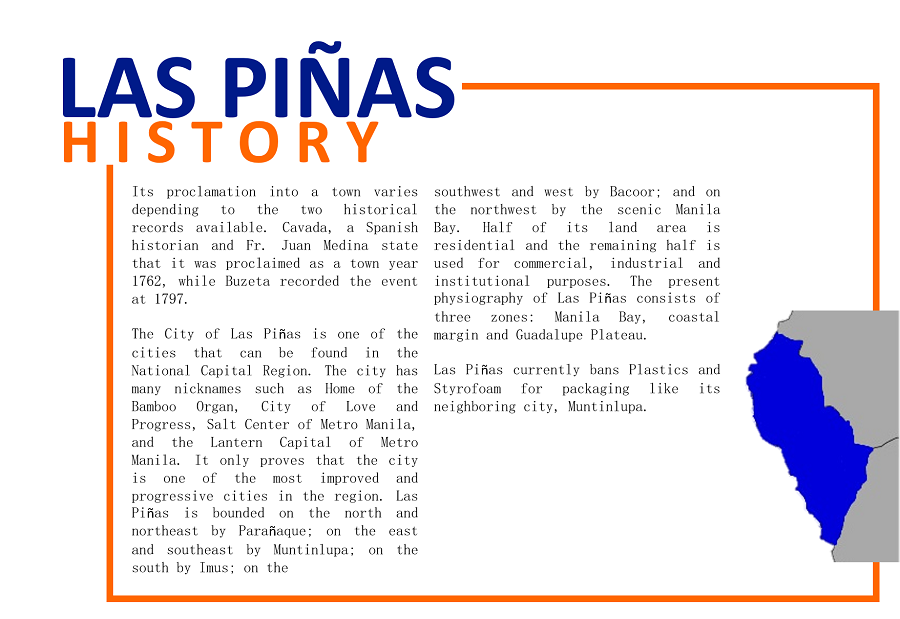 LAS PIÑAS
HISTORY
Its proclamation into a town varies
depending to the two historical
records available. Cavada, a Spanish
historian and Fr. Juan Medina state
that it was proclaimed as a town year
1762, while Buzeta recorded the event
at 1797.
The City of Las Piñas is one of the
cities that can be found in the
National Capital Region. The city has
many nicknames such as Home of the
Bamboo Organ, City of Love and
Progress, Salt Center of Metro Manila,
and the Lantern Capital of Metro
Manila. It only proves that the city
is one of the most improved and
progressive cities in the region. Las
Piñas is bounded on the north and
northeast by Parañaque; on the east
and southeast by Muntinlupa; on the
south by Imus; on the
southwest and west by Bacoor; and on
the northwest by the scenic Manila
Bay. Half of its land area is
residential and the remaining half is
used for commercial, industrial and
institutional purposes. The present
physiography of Las Piñas consists of
three zones: Manila Bay, coastal
margin and Guadalupe Plateau.
Las Piñas currently bans Plastics and
Styrofoam for packaging like its
neighboring city, Muntinlupa.